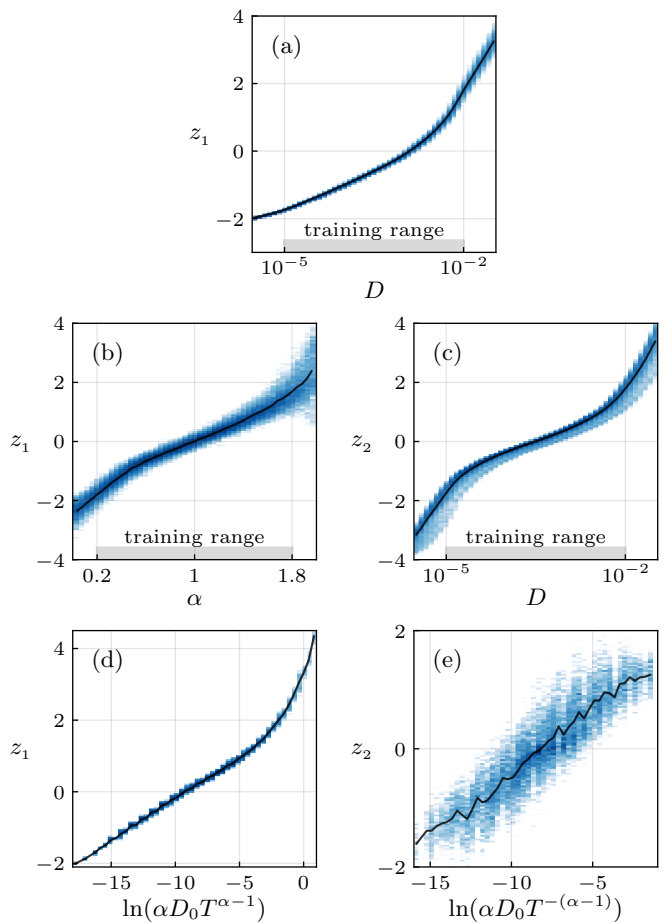 (a)
4
2
0
−2
z₁
training range
10⁻⁵
10⁻²
D
(b)
4
2
0
−2
−4
z₁
training range
0.2
1
1.8
α
(c)
4
2
0
−2
−4
z₂
training range
10⁻⁵
10⁻²
D
(d)
4
2
0
−2
z₁
−15
−10
−5
0
ln(αD₀T^{α−1})
(e)
2
0
−2
z₂
−15
−10
−5
ln(αD₀T^{−(α−1)})